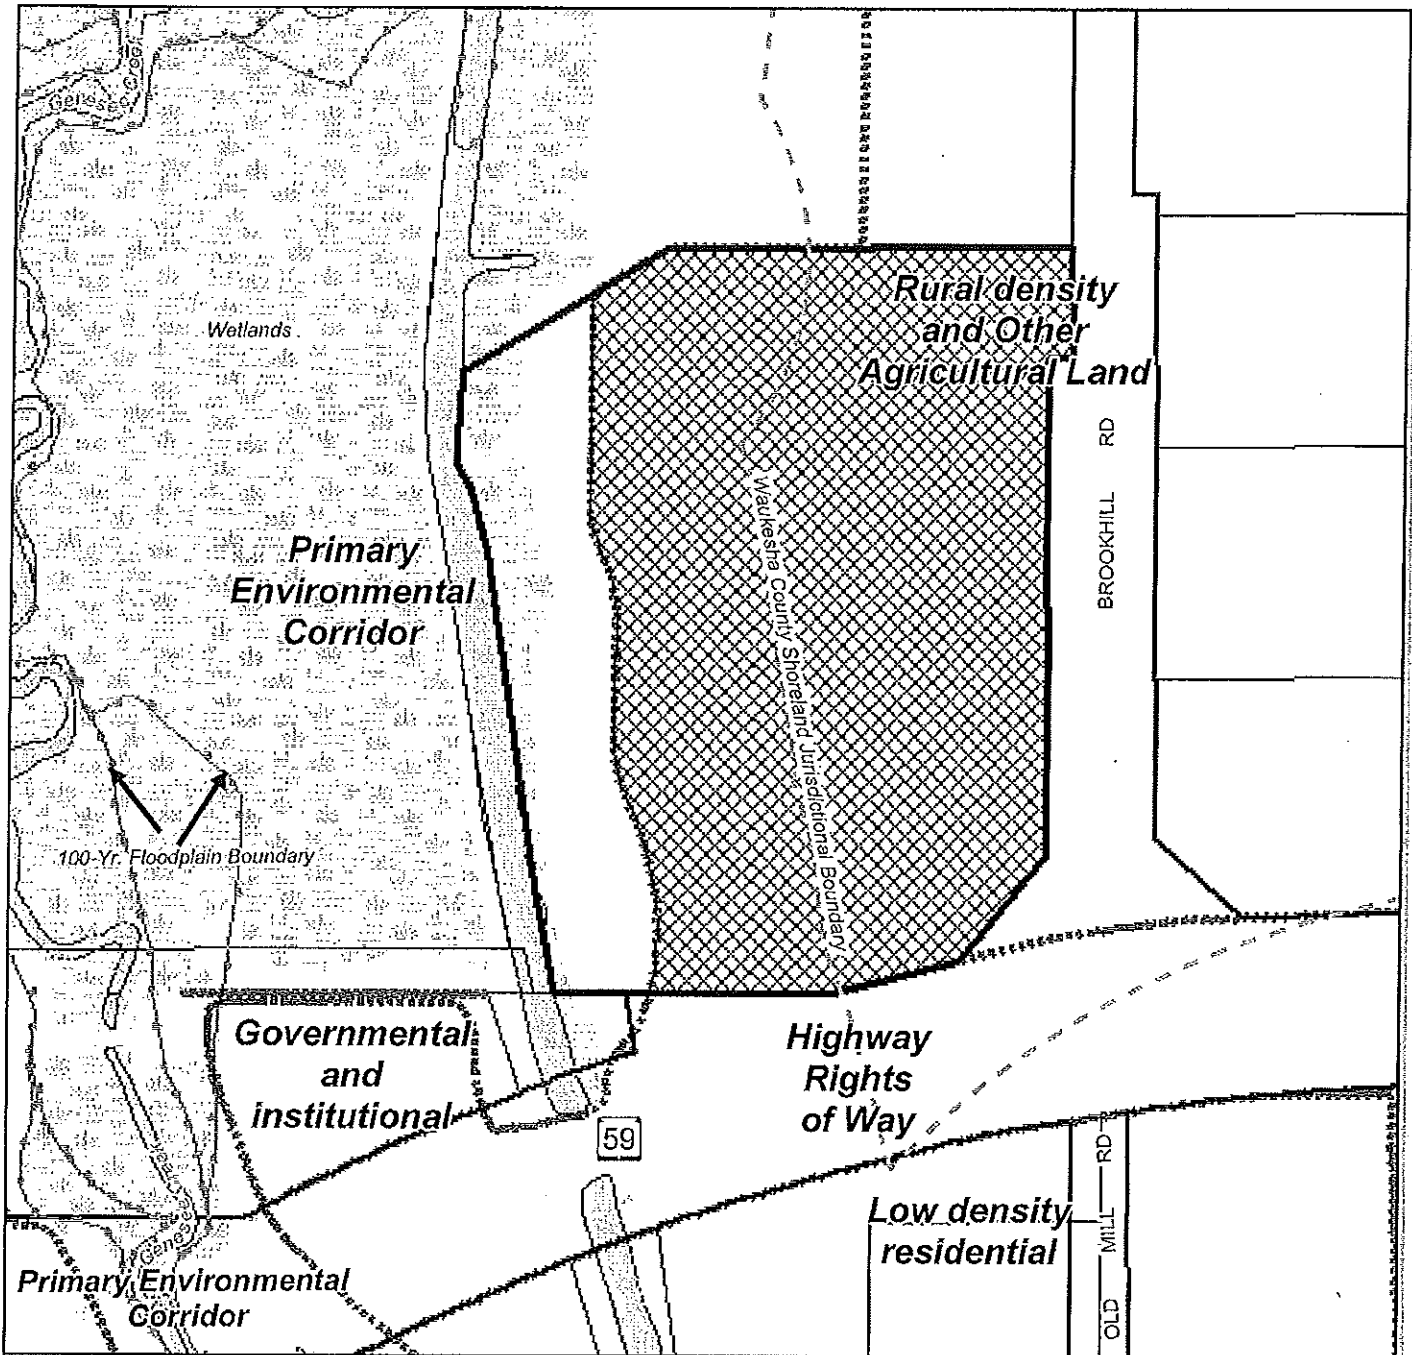 Genesee Creek
Rural density
and Other
Agricultural Land
Wetlands
BROOKHILL RD
Waukesha County Shoreland Jurisdictional Boundary
Primary
Environmental
Corridor
100-Yr. Floodplain Boundary
Governmental
and
institutional
Highway
Rights
of Way
59
OLD MILL RD
Low density
residential
Genesee
Primary Environmental
Corridor